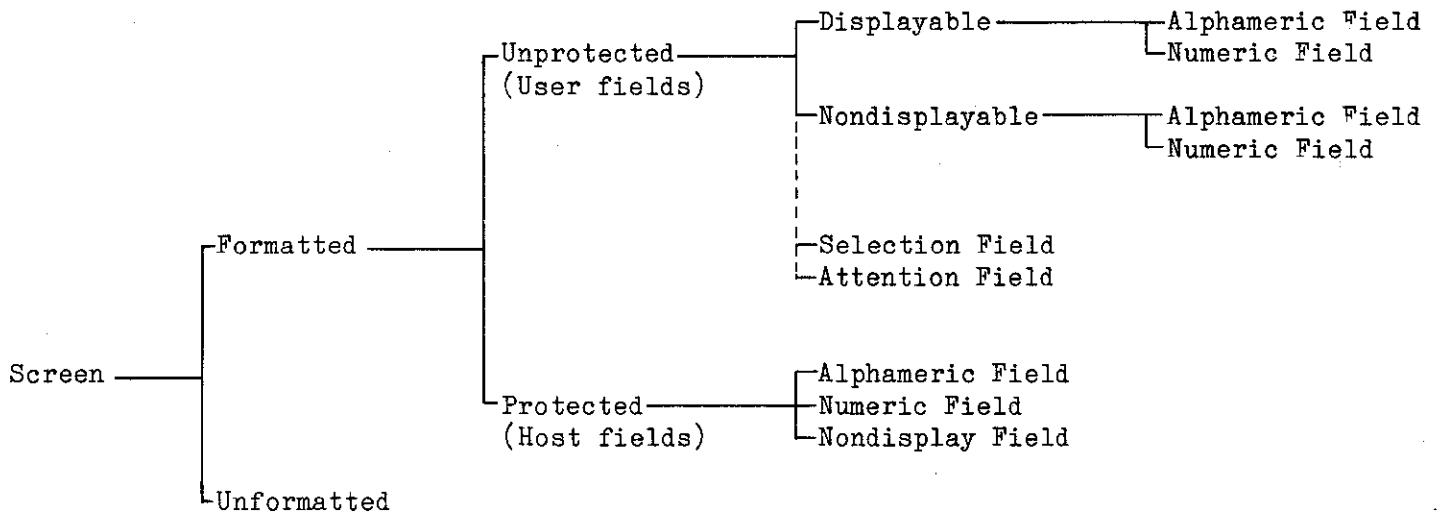 Displayable
Alphameric Field
Numeric Field
Unprotected
(User fields)
Nondisplayable
Alphameric Field
Numeric Field
Selection Field
Attention Field
Formatted
Screen
Protected
(Host fields)
Alphameric Field
Numeric Field
Nondisplay Field
Unformatted